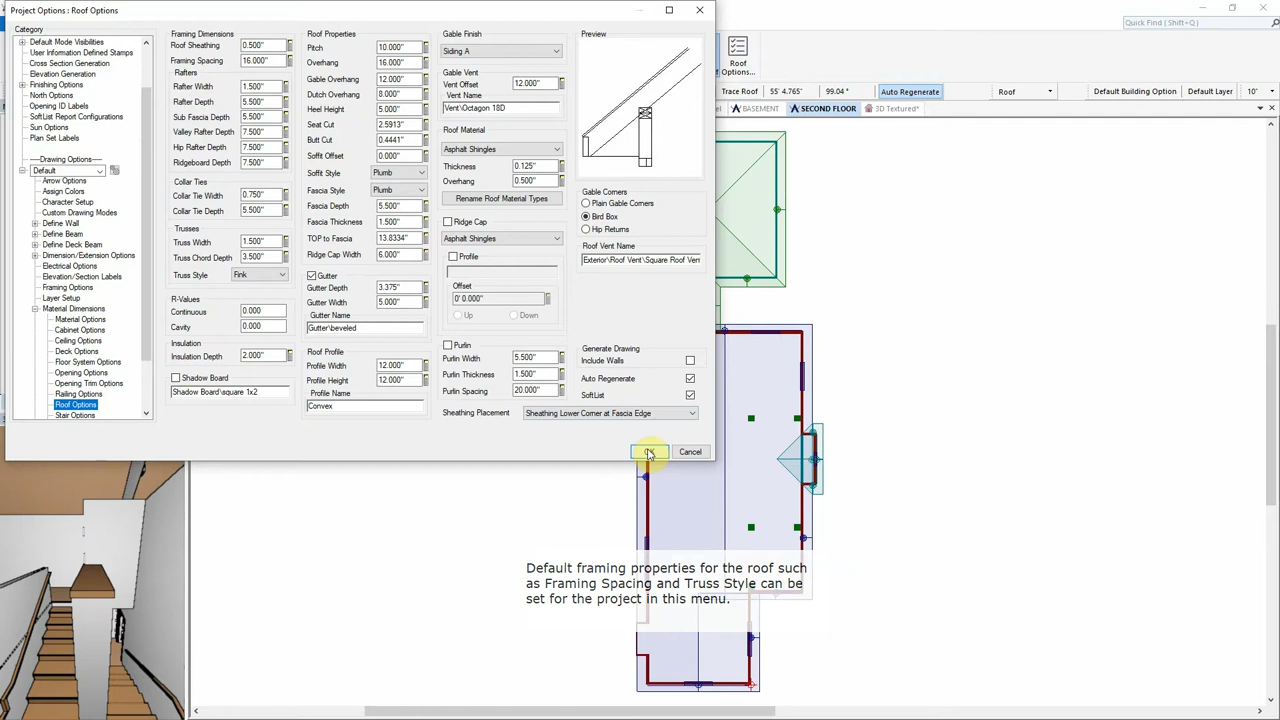 Project Options : Roof Options
Category
Default Mode Visibilities
User Information Defined Stamps
Cross Section Generation
Elevation Generation
Finishing Options
North Options
Opening ID Labels
SoftList Report Configurations
Sun Options
Plan Set Labels
---Drawing Options---
Default
Arrow Options
Assign Colors
Character Setup
Custom Drawing Modes
Define Wall
Define Beam
Define Deck Beam
Dimension/Extension Options
Electrical Options
Elevation/Section Labels
Framing Options
Layer Setup
Material Dimensions
Material Options
Cabinet Options
Ceiling Options
Deck Options
Floor System Options
Opening Options
Opening Trim Options
Railing Options
Roof Options
Stair Options
Framing Dimensions
Roof Sheathing 0.500"
Framing Spacing 16.000"
Rafters
Rafter Width 1.500"
Rafter Depth 5.500"
Sub Fascia Depth 5.500"
Valley Rafter Depth 7.500"
Hip Rafter Depth 7.500"
Ridgeboard Depth 7.500"
Collar Ties
Collar Tie Width 0.750"
Collar Tie Depth 5.500"
Trusses
Truss Width 1.500"
Truss Chord Depth 3.500"
Truss Style Fink
R-Values
Continuous 0.000
Cavity 0.000
Insulation
Insulation Depth 2.000"
Shadow Board
Shadow Board\square 1x2
Roof Properties
Pitch 10.000"
Overhang 16.000"
Gable Overhang 12.000"
Dutch Overhang 8.000"
Heel Height 5.000"
Seat Cut 2.5913"
Butt Cut 0.4441"
Soffit Offset 0.000"
Soffit Style Plumb
Fascia Style Plumb
Fascia Depth 5.500"
Fascia Thickness 1.500"
TOP to Fascia 13.8334"
Ridge Cap Width 6.000"
Gutter
Gutter Depth 3.375"
Gutter Width 5.000"
Gutter Name
Gutter\beveled
Roof Profile
Profile Width 12.000"
Profile Height 12.000"
Profile Name
Convex
Gable Finish
Siding A
Gable Vent
Vent Offset 12.000"
Vent Name
\Vent\Octagon 18D
Roof Material
Asphalt Shingles
Thickness 0.125"
Overhang 0.500"
Rename Roof Material Types
Ridge Cap
Asphalt Shingles
Profile
Offset
0' 0.000"
Up Down
Purlin
Purlin Width 5.500"
Purlin Thickness 1.500"
Purlin Spacing 20.000"
Sheathing Placement Sheathing Lower Corner at Fascia Edge
Preview
Gable Corners
Plain Gable Corners
Bird Box
Hip Returns
Roof Vent Name
Exterior\Roof Vent\Square Roof Ven
Generate Drawing
Include Walls
Auto Regenerate
SoftList
Cancel
Quick Find ( Shift+Q )
Roof
Options...
Trace Roof 55' 4.765" 99.04 ° Auto Regenerate Roof Default Building Option Default Layer 10'
BASEMENT SECOND FLOOR 3D Textured*
Default framing properties for the roof such
as Framing Spacing and Truss Style can be
set for the project in this menu.